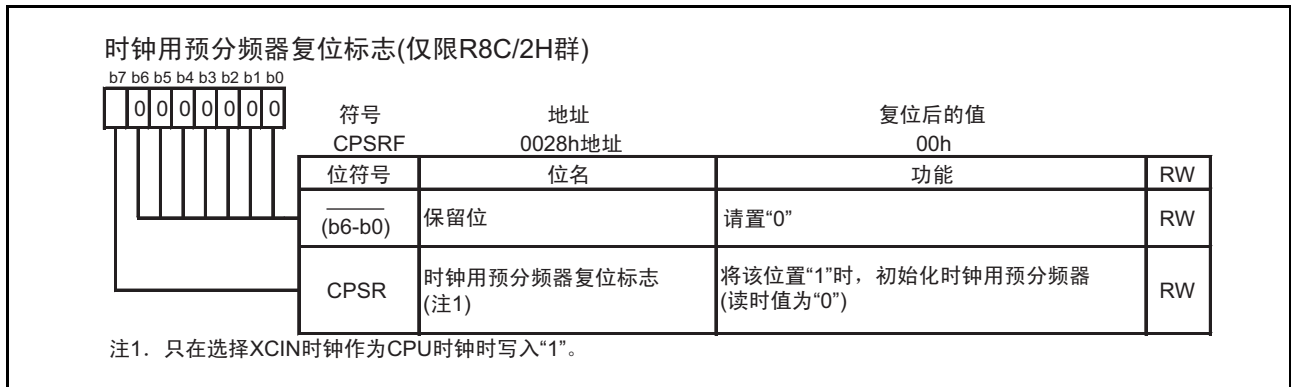 时钟用预分频器复位标志(仅限R8C/2H群)
b7 b6 b5 b4 b3 b2 b1 b0
0 0 0 0 0 0 0
符号 地址 复位后的值
CPSRF 0028h地址 00h
位符号 位名 功能 RW
(b6-b0) 保留位 请置“0” RW
CPSR 时钟用预分频器复位标志 将该位置“1”时，初始化时钟用预分频器 RW
(注1) (读时值为“0”)
注1. 只在选择XCIN时钟作为CPU时钟时写入“1”。